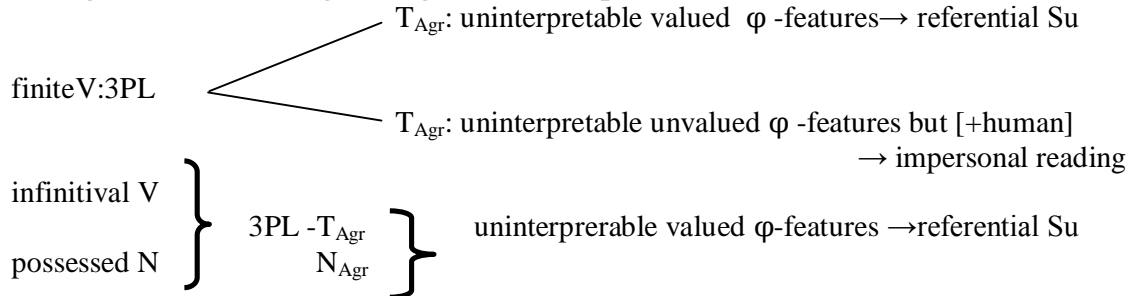 T_Agr: uninterpretable valued φ -features→ referential Su
finiteV:3PL
T_Agr: uninterpretable unvalued φ -features but [+human]
→ impersonal reading
infinitival V
3PL -T_Agr uninterprerable valued φ-features →referential Su
possessed N N_Agr